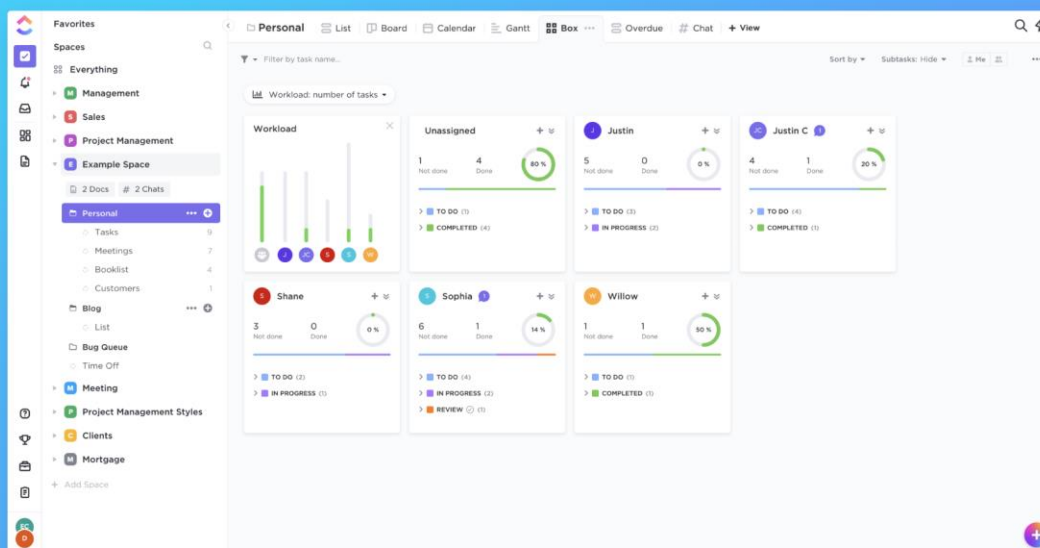 Favorites
Spaces
Everything
M Management
S Sales
P Project Management
E Example Space
2 Docs # 2 Chats
Personal
Tasks 9
Meetings 7
Booklist 4
Customers 1
Blog
List
Bug Queue
Time Off
M Meeting
P Project Management Styles
C Clients
M Mortgage
+ Add Space
EC
D
Personal List Board Calendar Gantt Box Overdue # Chat + View
Filter by task name...
Sort by Subtasks: Hide Me
Workload: number of tasks
Workload
J JC S S W
Unassigned
1 4 80 %
Not done Done
TO DO (1)
COMPLETED (4)
J Justin
5 0 0 %
Not done Done
TO DO (3)
IN PROGRESS (2)
JC Justin C 1
4 1 20 %
Not done Done
TO DO (4)
COMPLETED (1)
S Shane
3 0 0 %
Not done Done
TO DO (2)
IN PROGRESS (1)
S Sophia 1
6 1 14 %
Not done Done
TO DO (4)
IN PROGRESS (2)
REVIEW (1)
W Willow
1 1 50 %
Not done Done
TO DO (1)
COMPLETED (1)